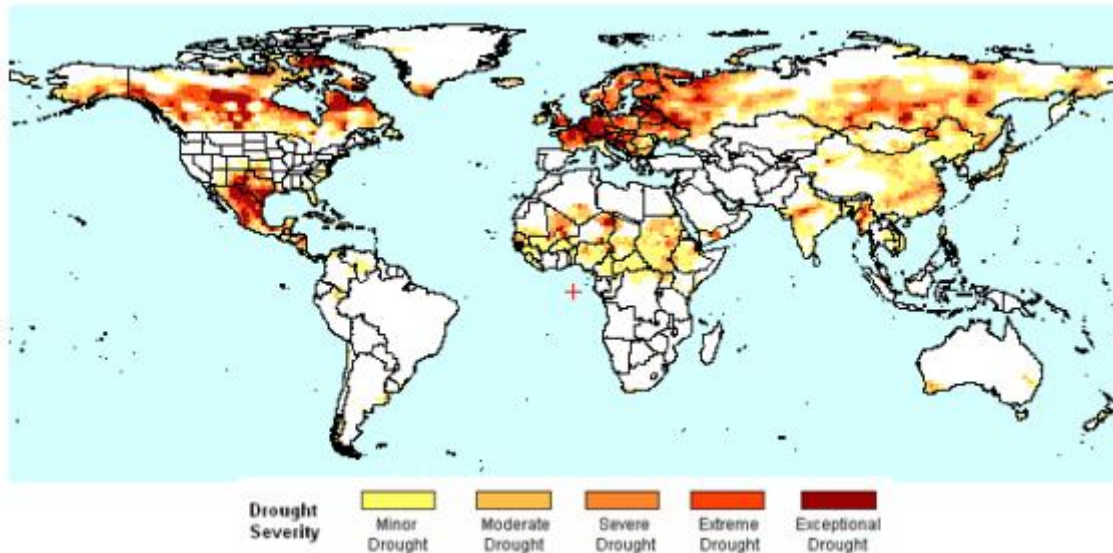 Drought
Severity
Minor
Drought
Moderate
Drought
Severe
Drought
Extreme
Drought
Exceptional
Drought